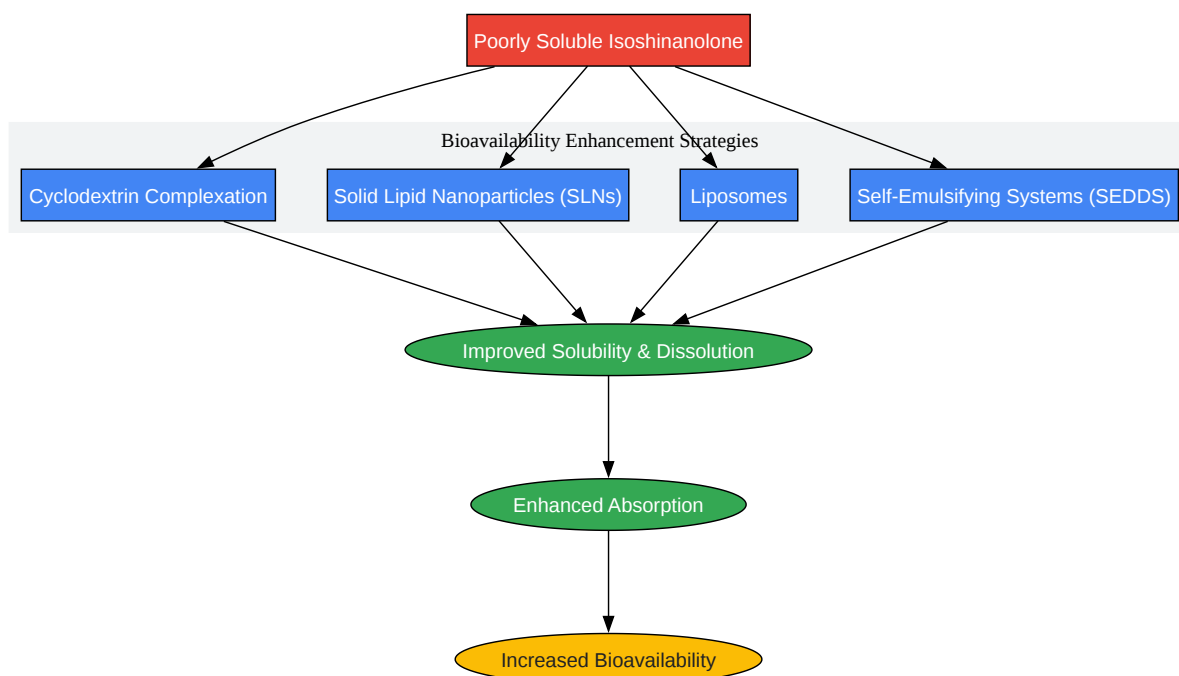 Poorly Soluble Isoshinanolone
Bioavailability Enhancement Strategies
Cyclodextrin Complexation
Solid Lipid Nanoparticles (SLNs)
Liposomes
Self-Emulsifying Systems (SEDDS)
Improved Solubility & Dissolution
Enhanced Absorption
Increased Bioavailability